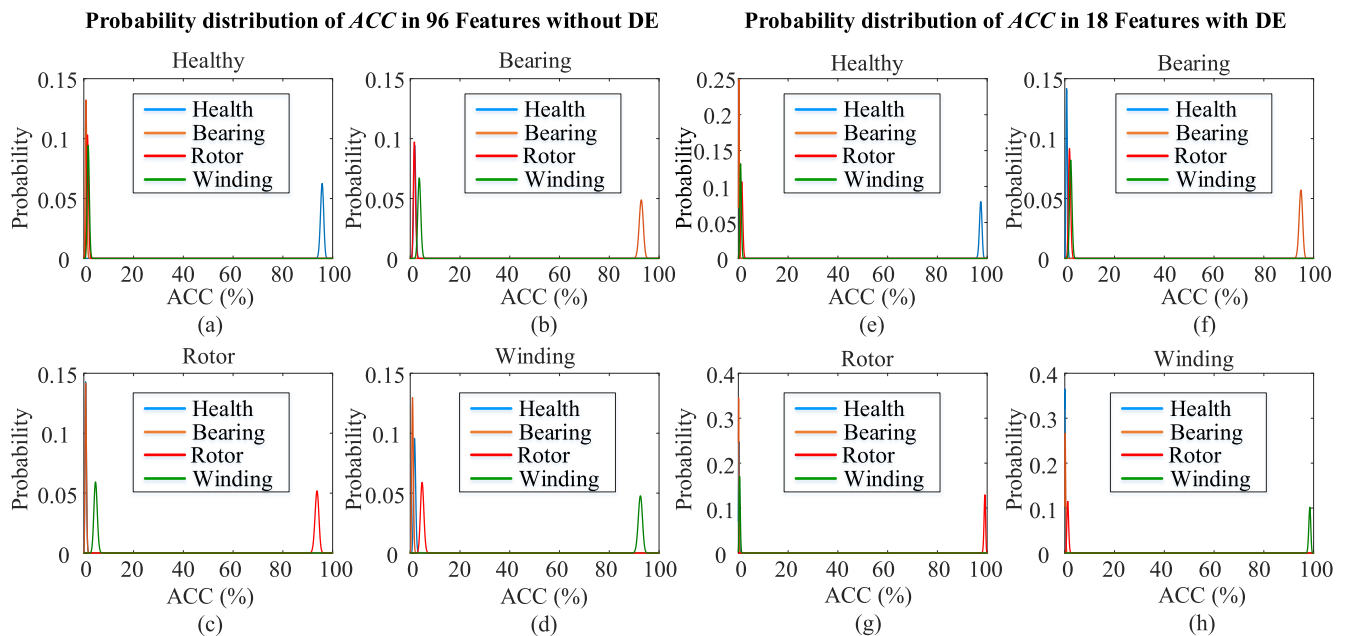 Probability distribution of ACC in 96 Features without DE
Healthy
0.15
0.1
0.05
0
Probability
Health
Bearing
Rotor
Winding
0 20 40 60 80 100
ACC (%)
(a)
Bearing
0.15
0.1
0.05
0
Probability
Health
Bearing
Rotor
Winding
0 20 40 60 80 100
ACC (%)
(b)
Probability distribution of ACC in 18 Features with DE
Healthy
0.25
0.2
0.15
0.1
0.05
0
Probability
Health
Bearing
Rotor
Winding
0 20 40 60 80 100
ACC (%)
(e)
Bearing
0.15
0.1
0.05
0
Probability
Health
Bearing
Rotor
Winding
0 20 40 60 80 100
ACC (%)
(f)
Rotor
0.15
0.1
0.05
0
Probability
Health
Bearing
Rotor
Winding
0 20 40 60 80 100
ACC (%)
(c)
Winding
0.15
0.1
0.05
0
Probability
Health
Bearing
Rotor
Winding
0 20 40 60 80 100
ACC (%)
(d)
Rotor
0.4
0.3
0.2
0.1
0
Probability
Health
Bearing
Rotor
Winding
0 20 40 60 80 100
ACC (%)
(g)
Winding
0.4
0.3
0.2
0.1
0
Probability
Health
Bearing
Rotor
Winding
0 20 40 60 80 100
ACC (%)
(h)